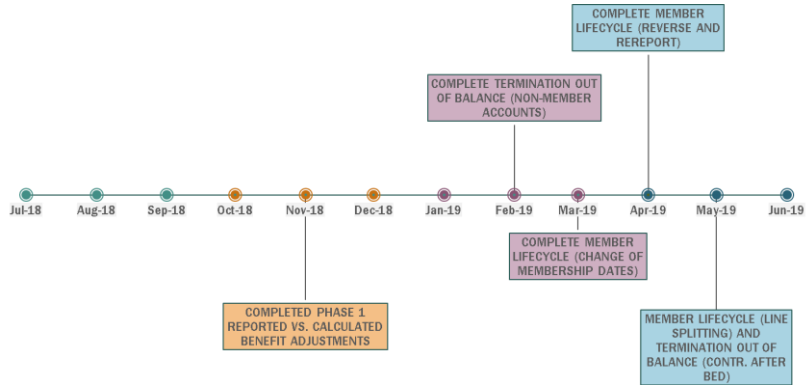 COMPLETE MEMBER
LIFECYCLE (REVERSE AND
REREPORT)
COMPLETE TERMINATION OUT
OF BALANCE (NON-MEMBER
ACCOUNTS)
Jul-18 Aug-18 Sep-18 Oct-18 Nov-18 Dec-18 Jan-19 Feb-19 Mar-19 Apr-19 May-19 Jun-19
COMPLETE MEMBER
LIFECYCLE (CHANGE OF
MEMBERSHIP DATES)
COMPLETED PHASE 1
REPORTED VS. CALCULATED
BENEFIT ADJUSTMENTS
MEMBER LIFECYCLE (LINE
SPLITTING) AND
TERMINATION OUT OF
BALANCE (CONTR. AFTER
BED)